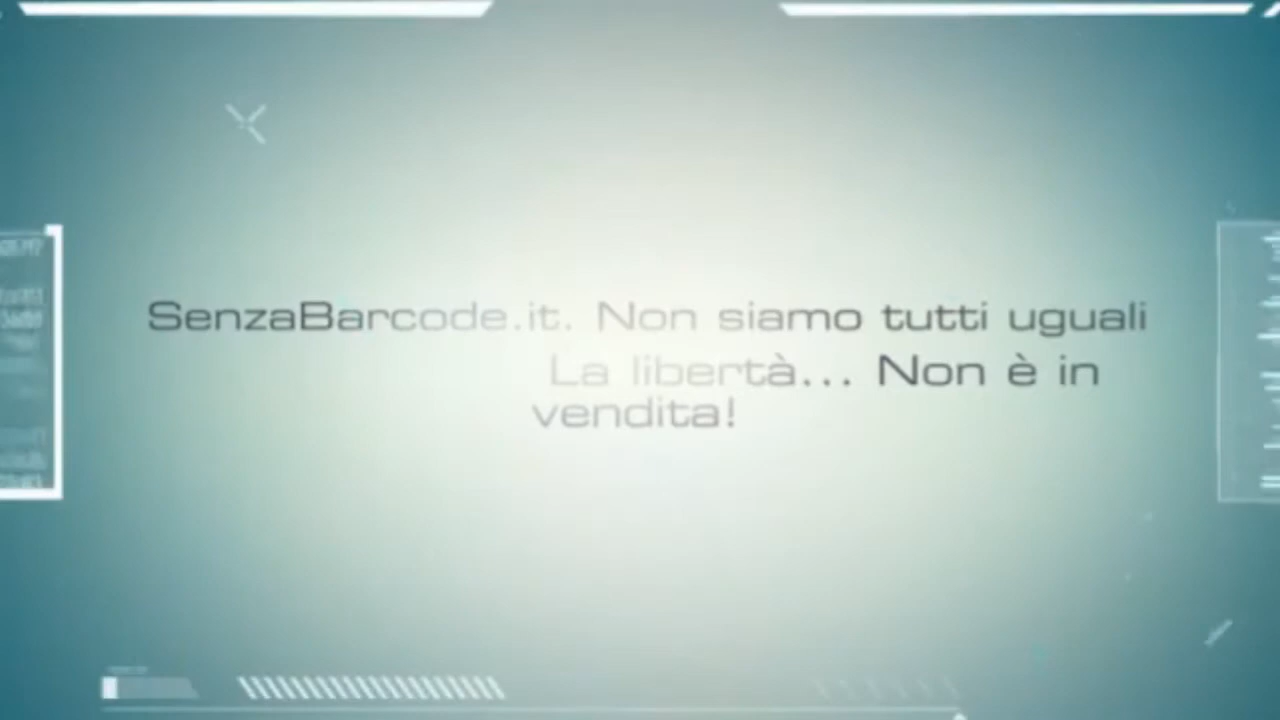 SenzaBarcode.it. Non siamo tutti uguali
La libertà... Non è in
vendita!